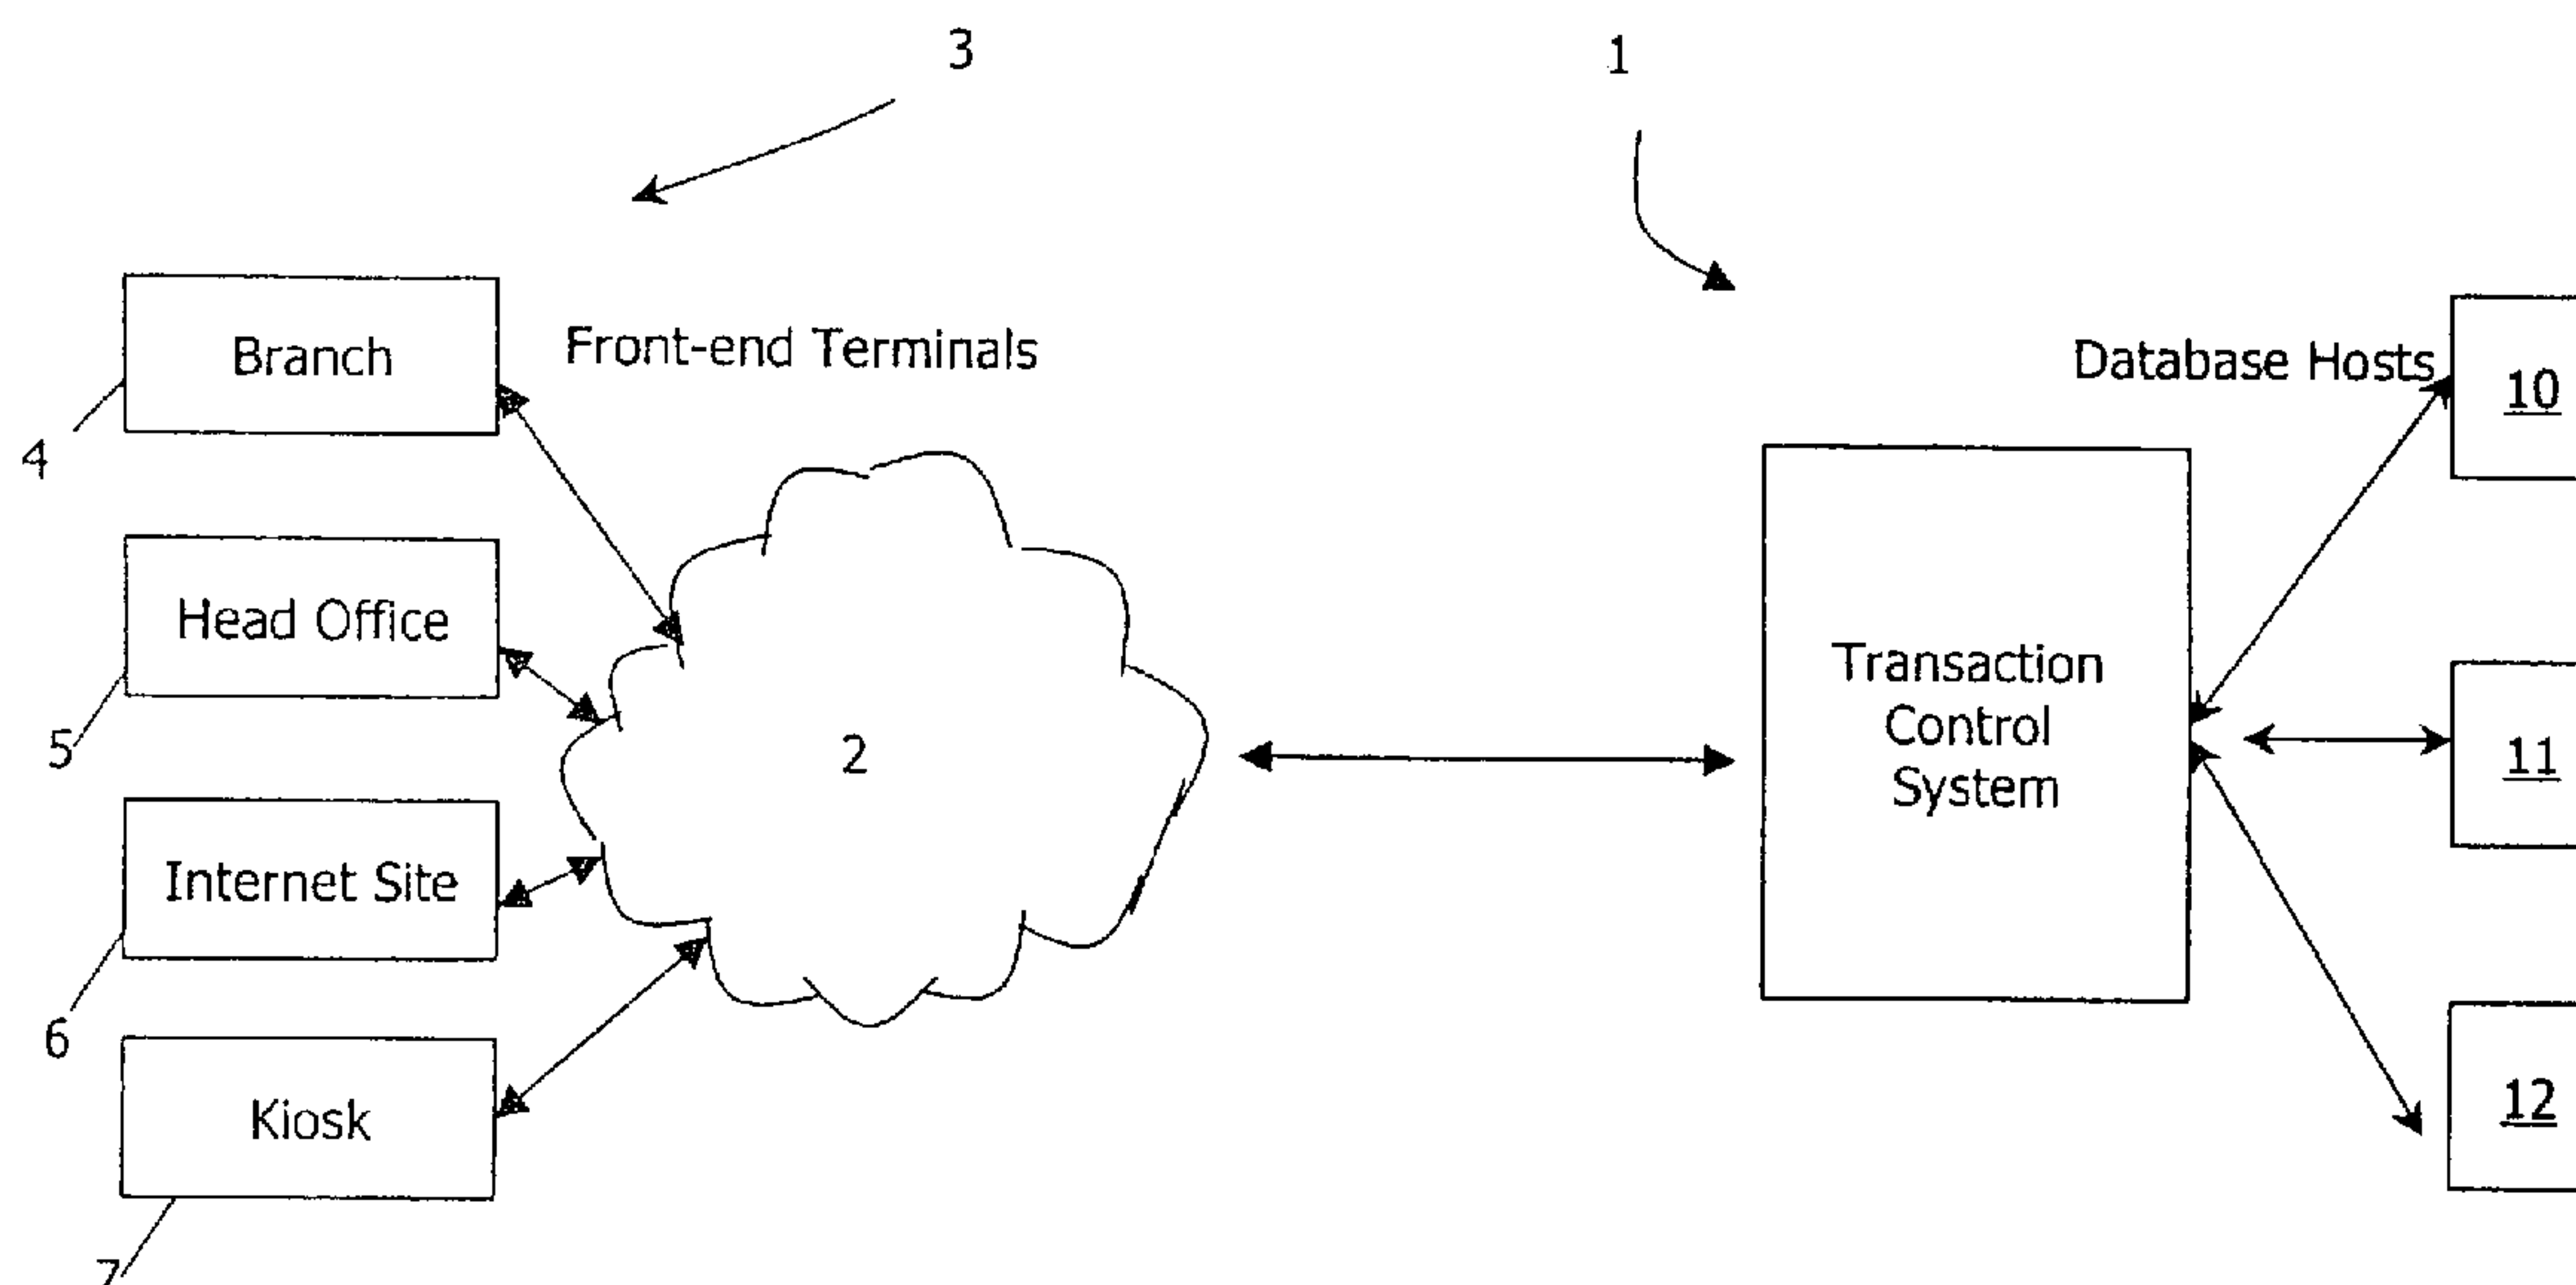 3
1
Branch
Front-end Terminals
Database Hosts
10
4
Head Office
Transaction
Control
System
2
11
5
Internet Site
6
Kiosk
12
7